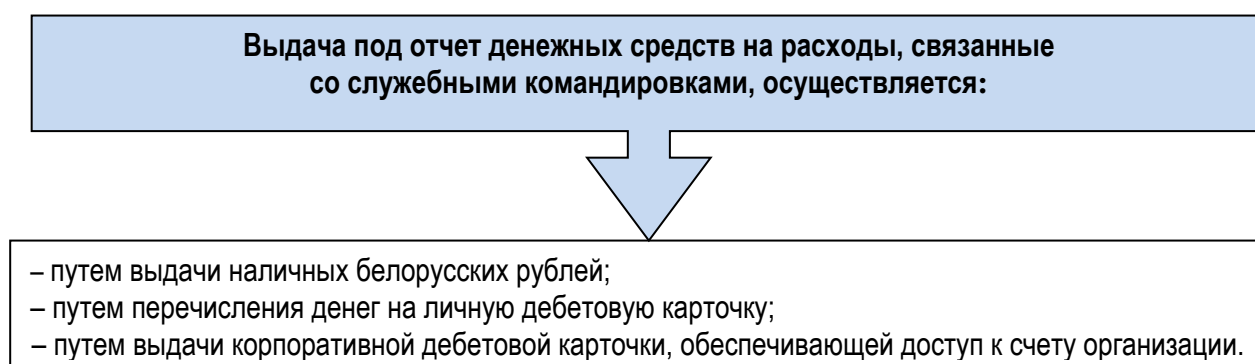 Выдача под отчет денежных средств на расходы, связанные
со служебными командировками, осуществляется:
– путем выдачи наличных белорусских рублей;
– путем перечисления денег на личную дебетовую карточку;
– путем выдачи корпоративной дебетовой карточки, обеспечивающей доступ к счету организации.